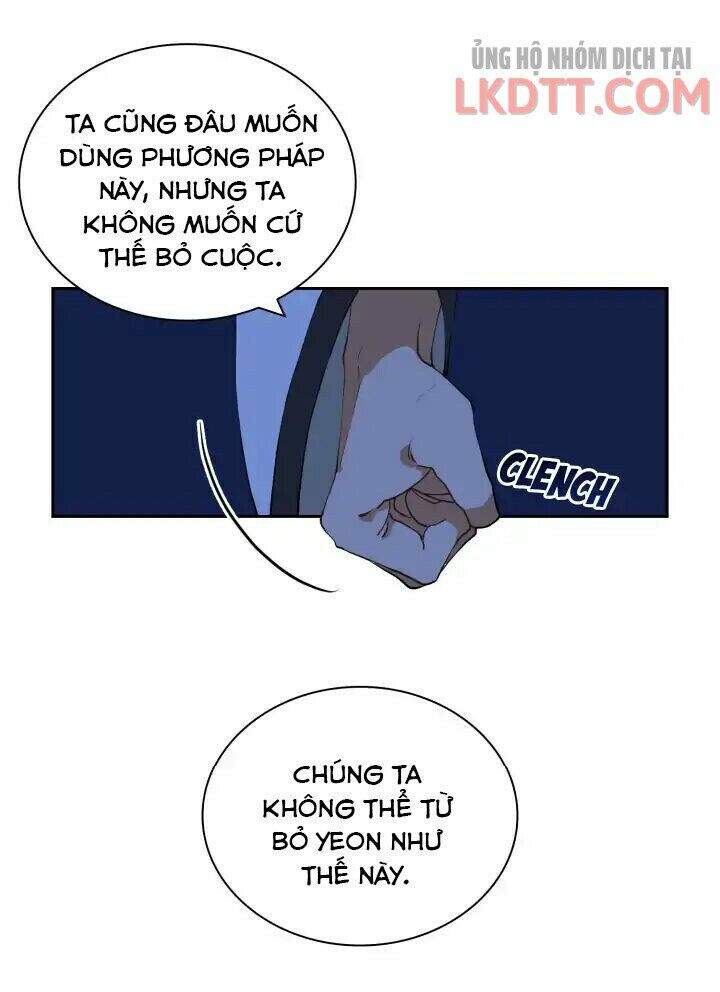 ỦNG HỘ NHÓM DỊCH TẠI
LKDTT.COM
TA CŨNG ĐÂU MUỐN
DÙNG PHƯƠNG PHÁP
NÀY, NHƯNG TA
KHÔNG MUỐN CỨ
THẾ BỎ CUỘC.
CLENCH
CHÚNG TA
KHÔNG THỂ TỪ
BỎ YEON NHƯ
THẾ NÀY.